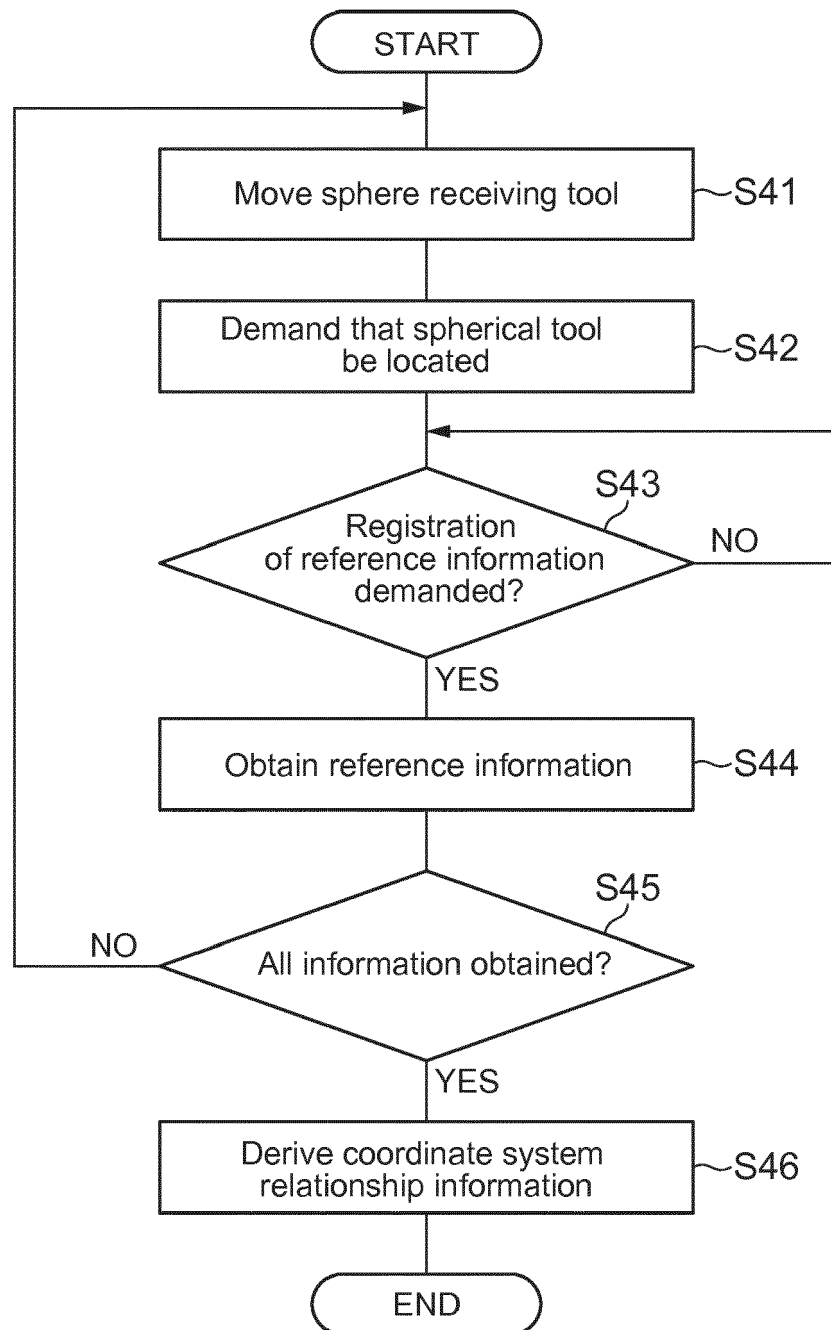 START
Move sphere receiving tool
S41
Demand that spherical tool
be located
S42
S43
Registration
of reference information
demanded?
NO
YES
Obtain reference information
S44
S45
NO
All information obtained?
YES
Derive coordinate system
relationship information
S46
END